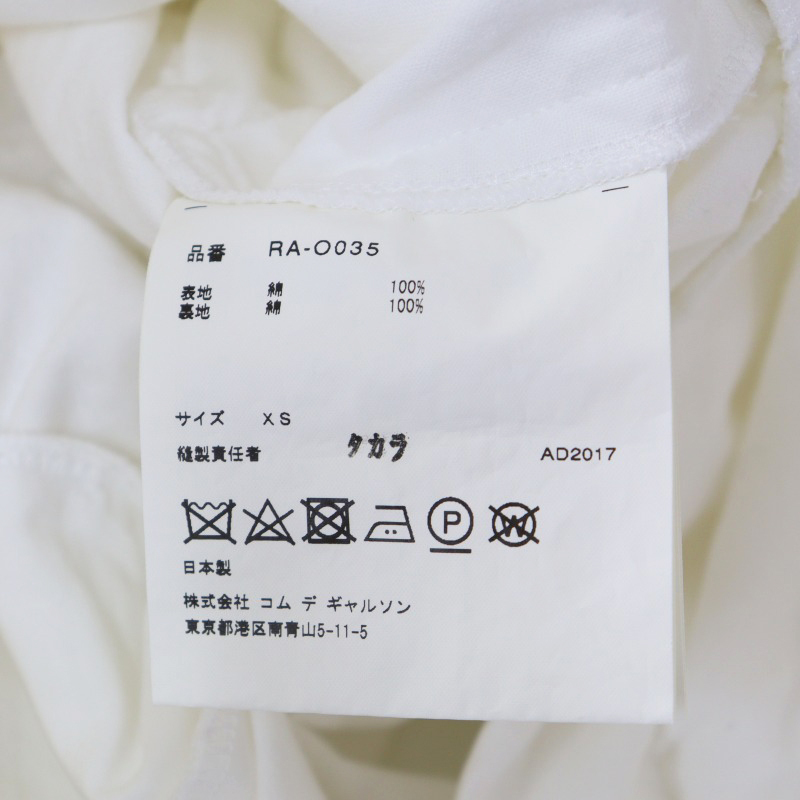 品番 RA-O035
表地 綿 100%
裏地 綿 100%
サイズ XS
縫製責任者 タカラ AD2017
P W
日本製
株式会社 コム デ ギャルソン
東京都港区南青山5-11-5